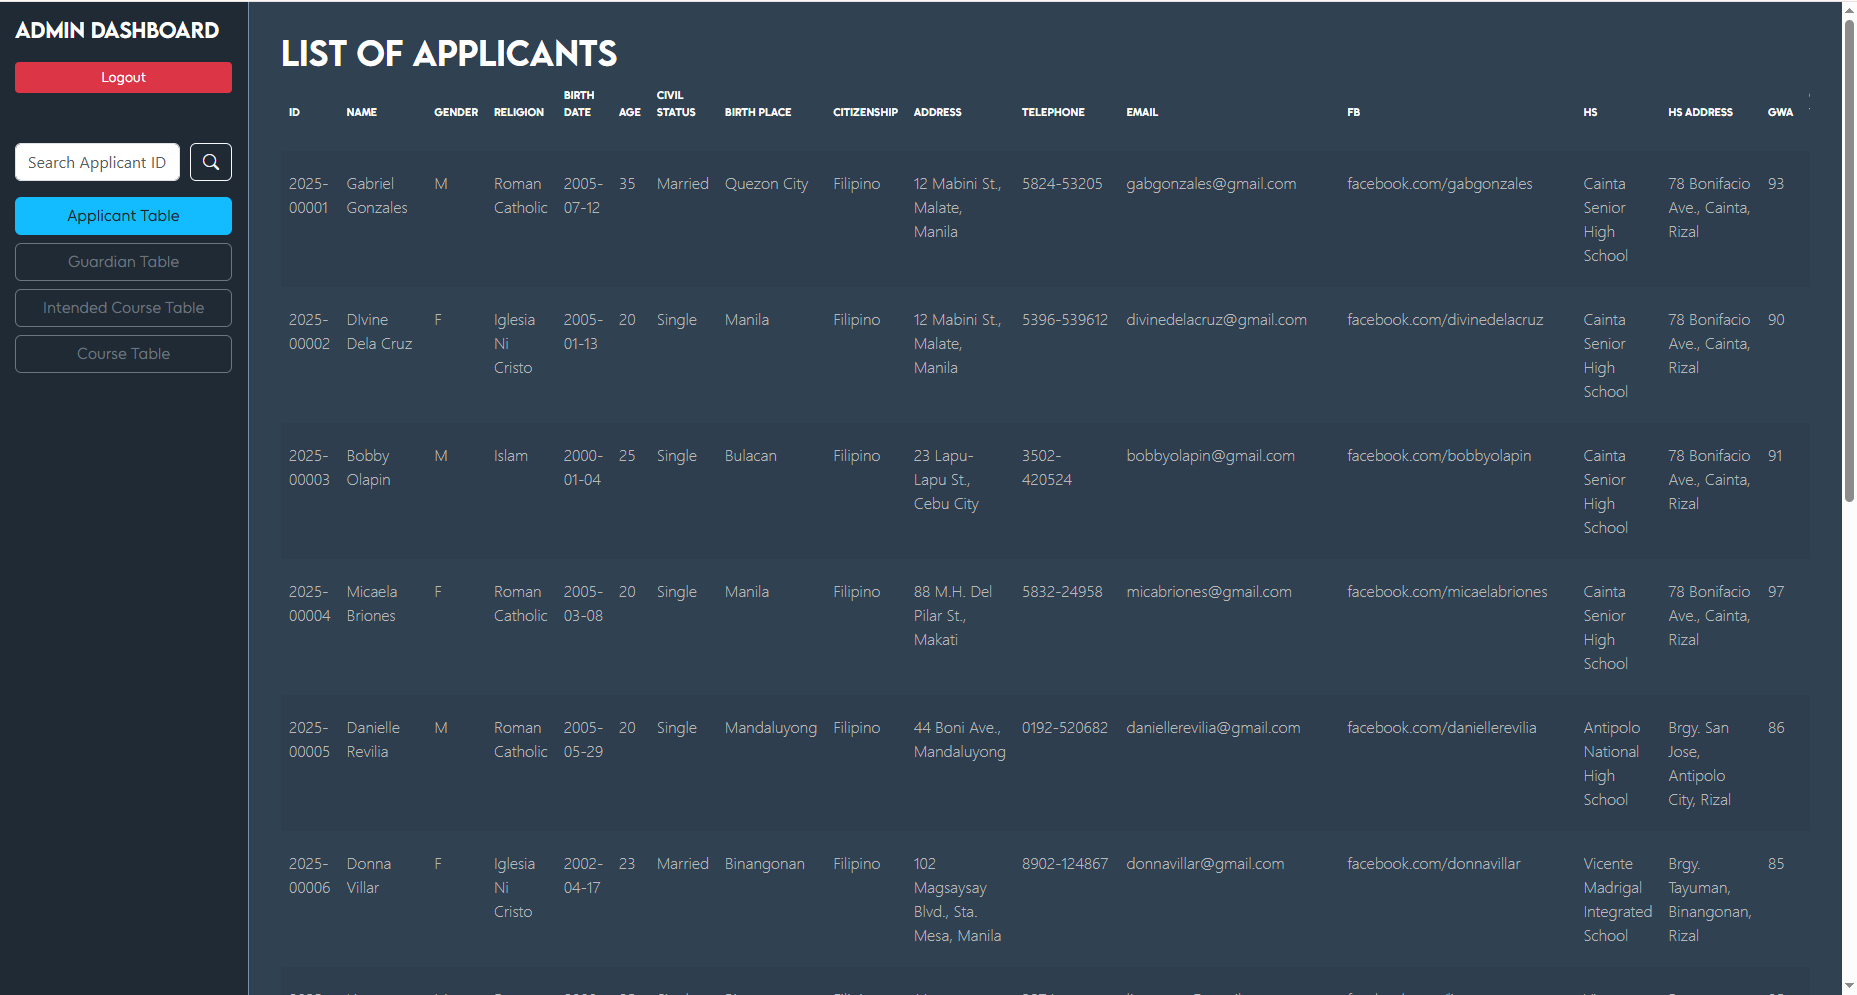 ADMIN DASHBOARD
Logout
Search Applicant ID
Applicant Table
Guardian Table
Intended Course Table
Course Table
LIST OF APPLICANTS
ID NAME GENDER RELIGION BIRTH DATE AGE CIVIL STATUS BIRTH PLACE CITIZENSHIP ADDRESS TELEPHONE EMAIL FB HS HS ADDRESS GWA
2025- Gabriel M Roman 2005- 35 Married Quezon City Filipino 12 Mabini St., 5824-53205 gabgonzales@gmail.com facebook.com/gabgonzales Cainta 78 Bonifacio 93
00001 Gonzales Catholic 07-12 Malate, Senior Ave., Cainta,
Manila High Rizal
School
2025- DIvine F Iglesia 2005- 20 Single Manila Filipino 12 Mabini St., 5396-539612 divinedelacruz@gmail.com facebook.com/divinedelacruz Cainta 78 Bonifacio 90
00002 Dela Cruz Ni 01-13 Malate, Senior Ave., Cainta,
Cristo Manila High Rizal
School
2025- Bobby M Islam 2000- 25 Single Bulacan Filipino 23 Lapu- 3502- bobbyolapin@gmail.com facebook.com/bobbyolapin Cainta 78 Bonifacio 91
00003 Olapin 01-04 Lapu St., 420524 Senior Ave., Cainta,
Cebu City High Rizal
School
2025- Micaela F Roman 2005- 20 Single Manila Filipino 88 M.H. Del 5832-24958 micabriones@gmail.com facebook.com/micaelabriones Cainta 78 Bonifacio 97
00004 Briones Catholic 03-08 Pilar St., Senior Ave., Cainta,
Makati High Rizal
School
2025- Danielle M Roman 2005- 20 Single Mandaluyong Filipino 44 Boni Ave., 0192-520682 daniellerevilia@gmail.com facebook.com/daniellerevilia Antipolo Brgy. San 86
00005 Revilia Catholic 05-29 Mandaluyong National Jose,
High Antipolo
School City, Rizal
2025- Donna F Iglesia 2002- 23 Married Binangonan Filipino 102 8902-124867 donnavillar@gmail.com facebook.com/donnavillar Vicente Brgy. 85
00006 Villar Ni 04-17 Magsaysay Madrigal Tayuman,
Cristo Blvd., Sta. Integrated Binangonan,
Mesa, Manila School Rizal